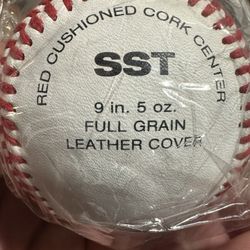 RED CUSHIONED CORK CENTER
SST
9 in. 5 oz.
FULL GRAIN
LEATHER COVER